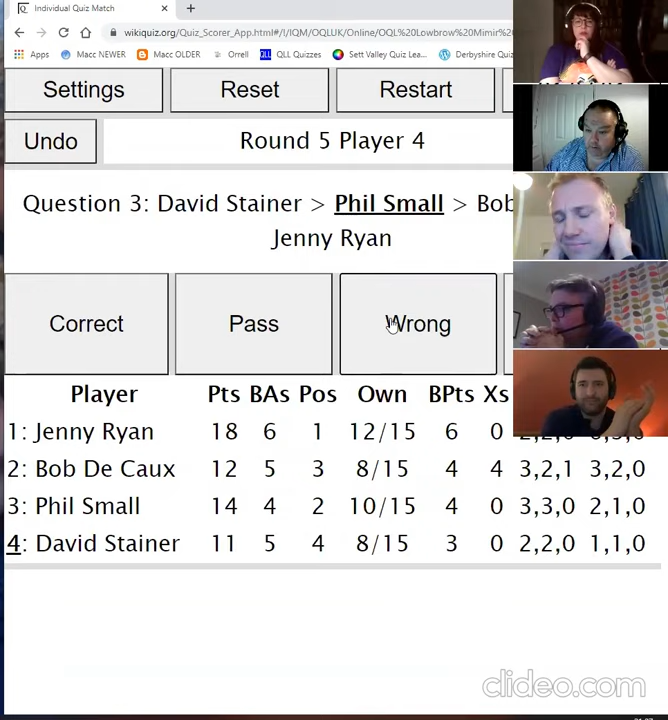 Individual Quiz Match
wikiquiz.org/Quiz_Scorer_App.html#/I/IQM/OQLUK/Online/OQL%20Lowbrow%20Mimir%20
Apps Macc NEWER Macc OLDER Orrell QLL Quizzes Sett Valley Quiz Lea... Derbyshire Quiz
Settings Reset Restart
Undo Round 5 Player 4
Question 3: David Stainer > Phil Small > Bob
Jenny Ryan
Correct Pass Wrong
Player Pts BAs Pos Own BPts Xs
1: Jenny Ryan 18 6 1 12/15 6 0
2: Bob De Caux 12 5 3 8/15 4 4 3,2,1 3,2,0
3: Phil Small 14 4 2 10/15 4 0 3,3,0 2,1,0
4: David Stainer 11 5 4 8/15 3 0 2,2,0 1,1,0
clideo.com